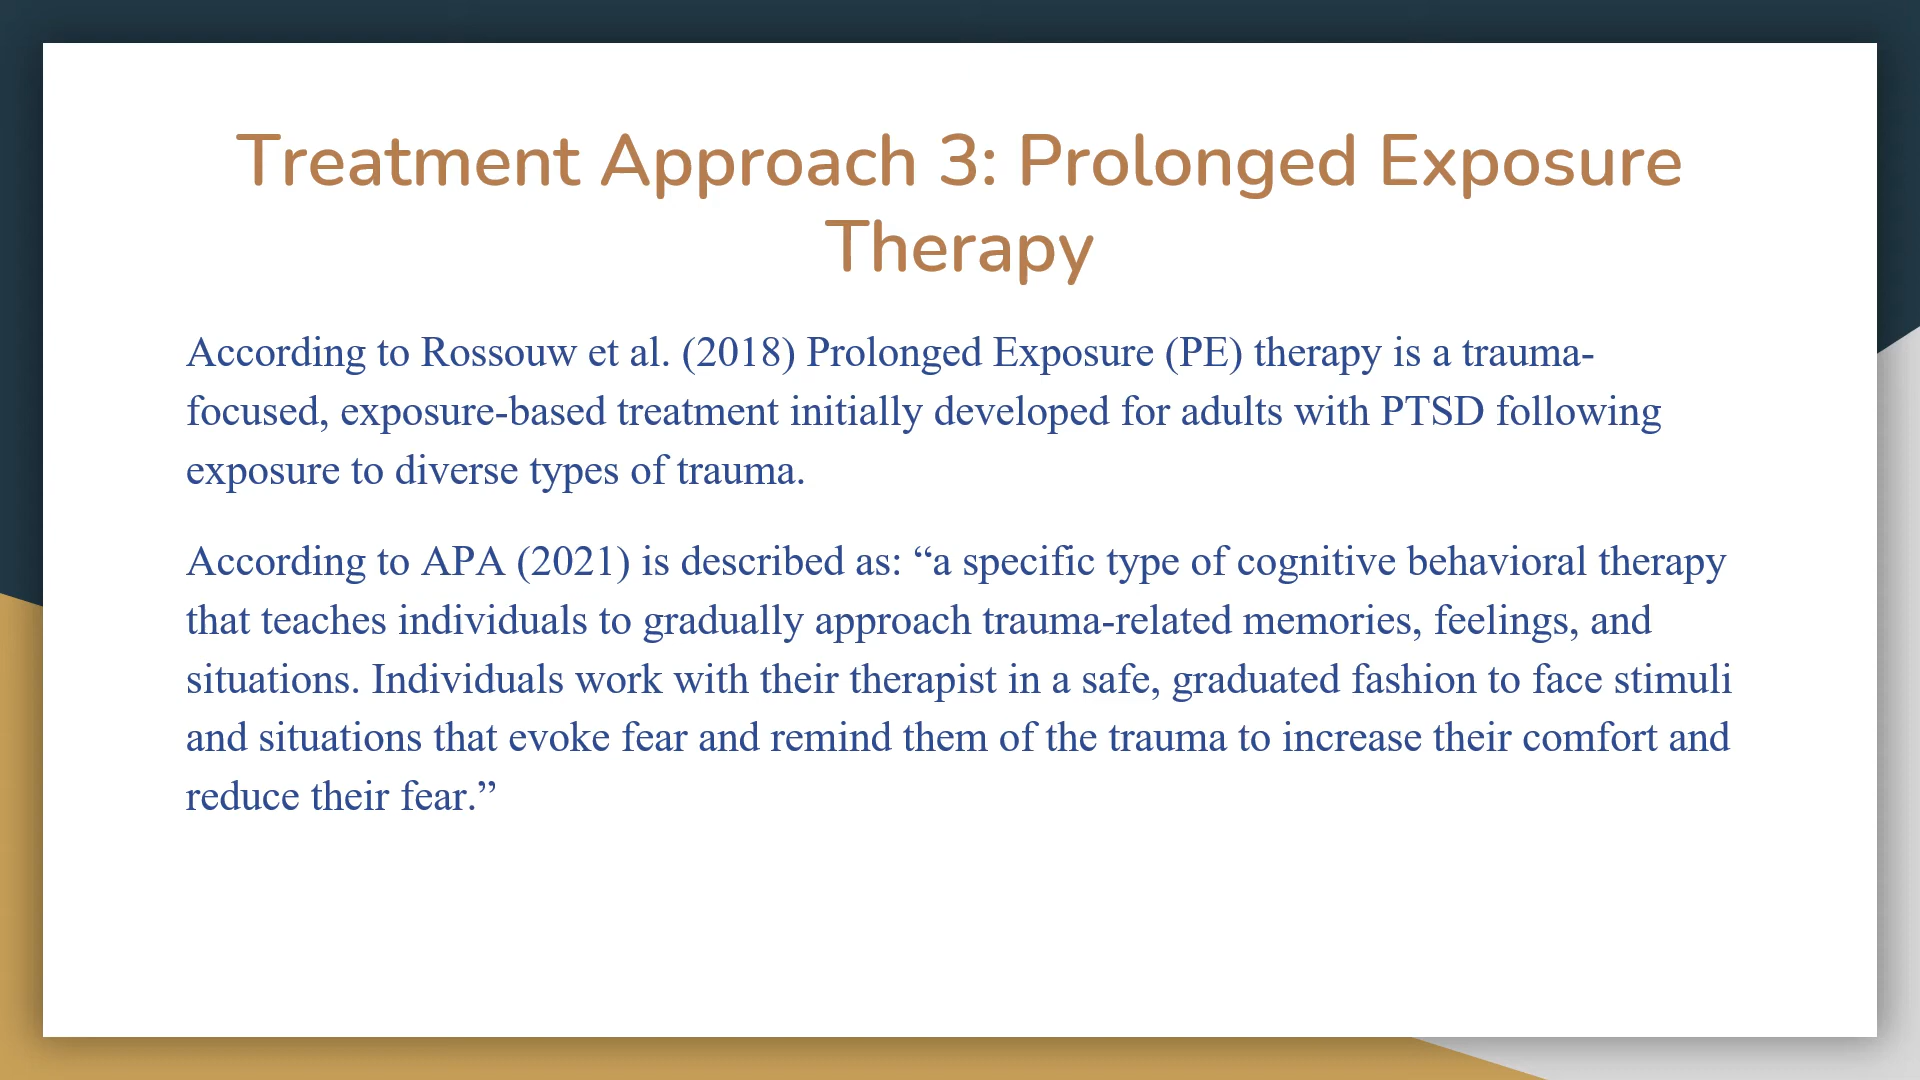 Treatment Approach 3: Prolonged Exposure
Therapy
According to Rossouw et al. (2018) Prolonged Exposure (PE) therapy is a trauma-
focused, exposure-based treatment initially developed for adults with PTSD following
exposure to diverse types of trauma.
According to APA (2021) is described as: “a specific type of cognitive behavioral therapy
that teaches individuals to gradually approach trauma-related memories, feelings, and
situations. Individuals work with their therapist in a safe, graduated fashion to face stimuli
and situations that evoke fear and remind them of the trauma to increase their comfort and
reduce their fear.”